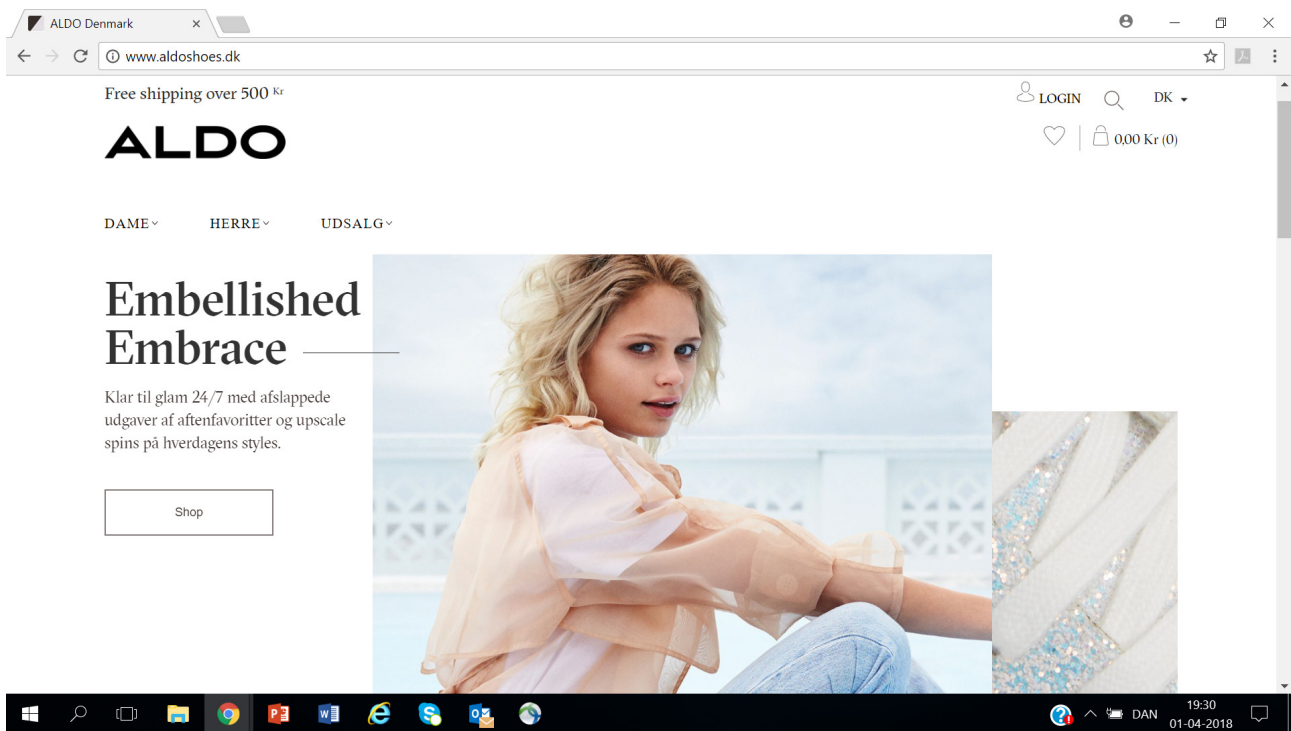 ALDO Denmark
www.aldoshoes.dk
Free shipping over 500 Kr
LOGIN
DK
ALDO
0,00 Kr (0)
DAME
HERRE
UDSALG
Embellished
Embrace
Klar til glam 24/7 med afslappede
udgaver af aftenfavoritter og upscale
spins på hverdagens styles.
Shop
DAN
19:30
01-04-2018